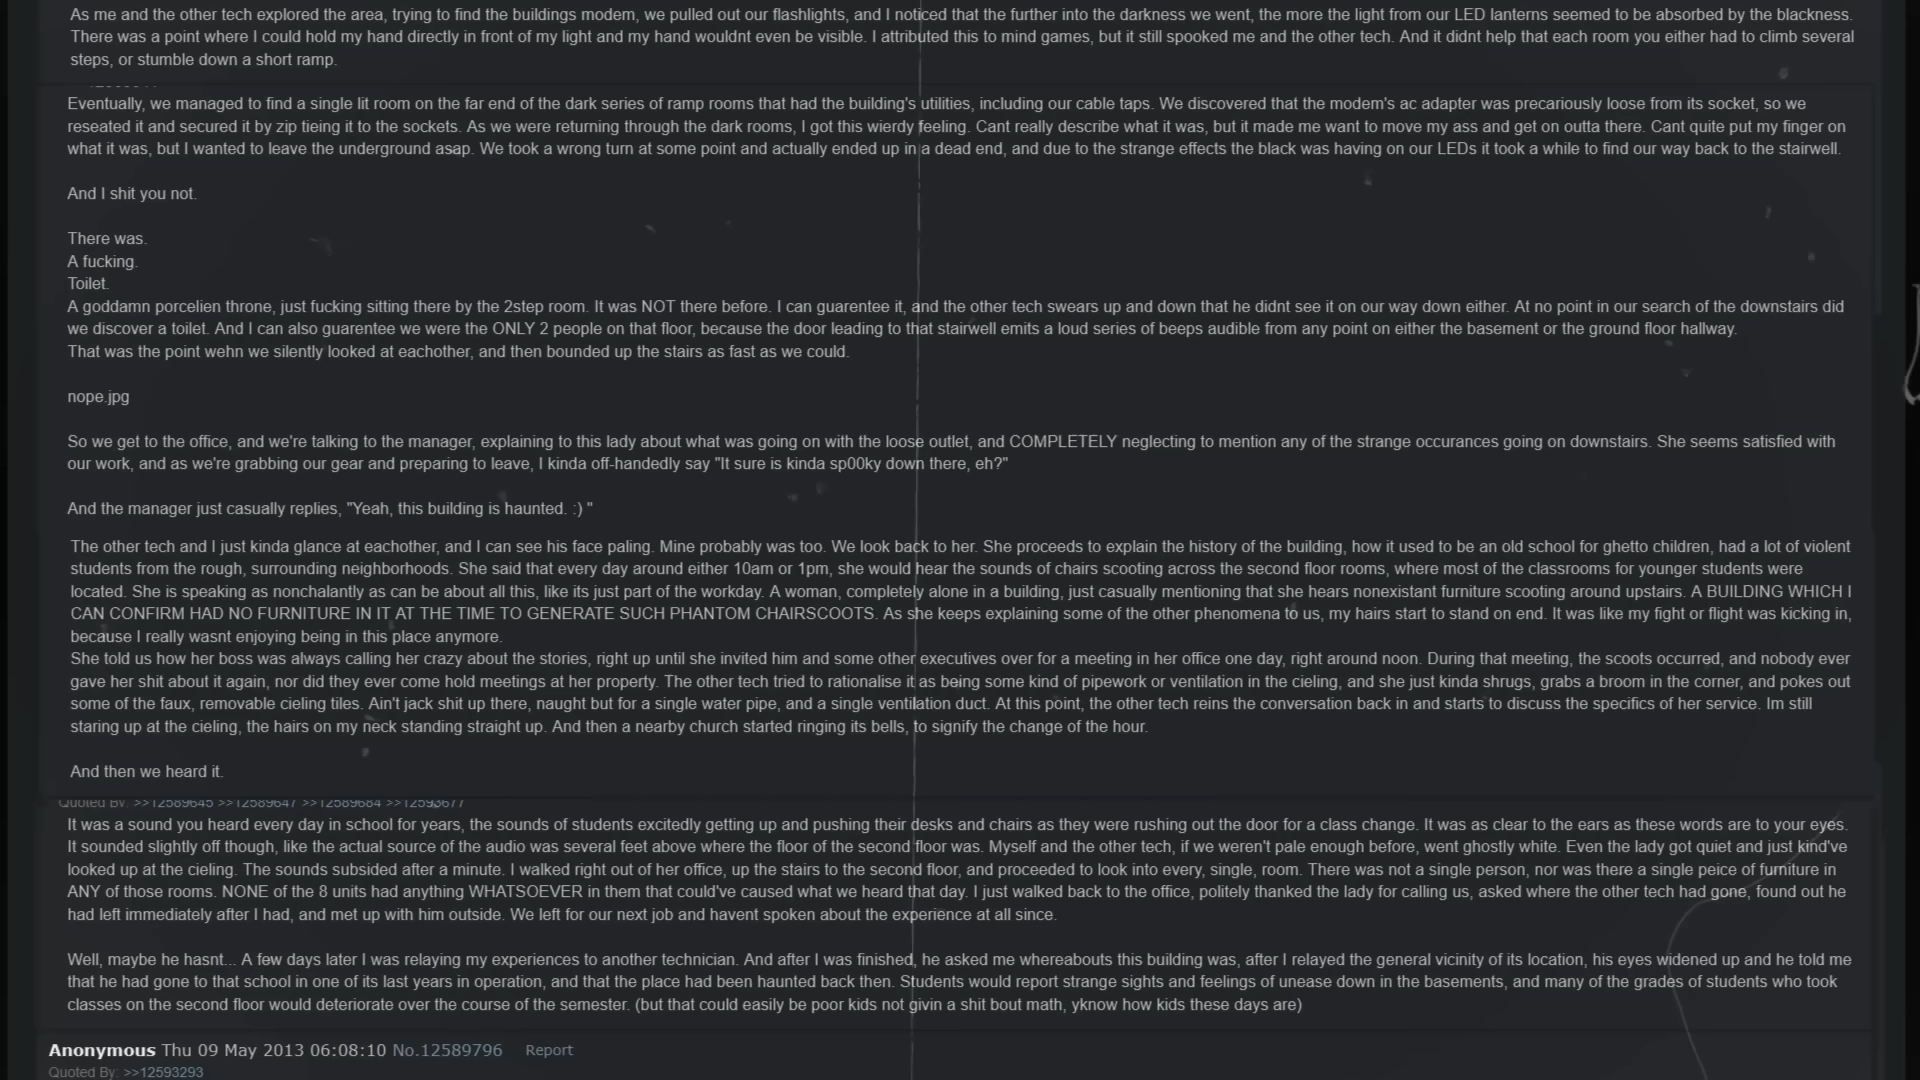 As me and the other tech explored the area, trying to find the buildings modem, we pulled out our flashlights, and I noticed that the further into the darkness we went, the more the light from our LED lanterns seemed to be absorbed by the blackness.
There was a point where I could hold my hand directly in front of my light and my hand wouldnt even be visible. I attributed this to mind games, but it still spooked me and the other tech. And it didnt help that each room you either had to climb several
steps, or stumble down a short ramp.
Eventually, we managed to find a single lit room on the far end of the dark series of ramp rooms that had the building's utilities, including our cable taps. We discovered that the modem's ac adapter was precariously loose from its socket, so we
reseated it and secured it by zip tieing it to the sockets. As we were returning through the dark rooms, I got this wierdy feeling. Cant really describe what it was, but it made me want to move my ass and get on outta there. Cant quite put my finger on
what it was, but I wanted to leave the underground asap. We took a wrong turn at some point and actually ended up in a dead end, and due to the strange effects the black was having on our LEDs it took a while to find our way back to the stairwell.
And I shit you not.
There was.
A fucking.
Toilet.
A goddamn porcelien throne, just fucking sitting there by the 2step room. It was NOT there before. I can guarentee it, and the other tech swears up and down that he didnt see it on our way down either. At no point in our search of the downstairs did
we discover a toilet. And I can also guarentee we were the ONLY 2 people on that floor, because the door leading to that stairwell emits a loud series of beeps audible from any point on either the basement or the ground floor hallway.
That was the point wehn we silently looked at eachother, and then bounded up the stairs as fast as we could.
nope.jpg
So we get to the office, and we're talking to the manager, explaining to this lady about what was going on with the loose outlet, and COMPLETELY neglecting to mention any of the strange occurances going on downstairs. She seems satisfied with
our work, and as we're grabbing our gear and preparing to leave, I kinda off-handedly say "It sure is kinda sp00ky down there, eh?"
And the manager just casually replies, "Yeah, this building is haunted. :) "
The other tech and I just kinda glance at eachother, and I can see his face paling. Mine probably was too. We look back to her. She proceeds to explain the history of the building, how it used to be an old school for ghetto children, had a lot of violent
students from the rough, surrounding neighborhoods. She said that every day around either 10am or 1pm, she would hear the sounds of chairs scooting across the second floor rooms, where most of the classrooms for younger students were
located. She is speaking as nonchalantly as can be about all this, like its just part of the workday. A woman, completely alone in a building, just casually mentioning that she hears nonexistant furniture scooting around upstairs. A BUILDING WHICH I
CAN CONFIRM HAD NO FURNITURE IN IT AT THE TIME TO GENERATE SUCH PHANTOM CHAIRSCOOTS. As she keeps explaining some of the other phenomena to us, my hairs start to stand on end. It was like my fight or flight was kicking in,
because I really wasnt enjoying being in this place anymore.
She told us how her boss was always calling her crazy about the stories, right up until she invited him and some other executives over for a meeting in her office one day, right around noon. During that meeting, the scoots occurred, and nobody ever
gave her shit about it again, nor did they ever come hold meetings at her property. The other tech tried to rationalise it as being some kind of pipework or ventilation in the cieling, and she just kinda shrugs, grabs a broom in the corner, and pokes out
some of the faux, removable cieling tiles. Ain't jack shit up there, naught but for a single water pipe, and a single ventilation duct. At this point, the other tech reins the conversation back in and starts to discuss the specifics of her service. Im still
staring up at the cieling, the hairs on my neck standing straight up. And then a nearby church started ringing its bells, to signify the change of the hour.
And then we heard it.
Quoted By: >>12589645 >>12589647 >>12589684 >>12593677
It was a sound you heard every day in school for years, the sounds of students excitedly getting up and pushing their desks and chairs as they were rushing out the door for a class change. It was as clear to the ears as these words are to your eyes.
It sounded slightly off though, like the actual source of the audio was several feet above where the floor of the second floor was. Myself and the other tech, if we weren't pale enough before, went ghostly white. Even the lady got quiet and just kind've
looked up at the cieling. The sounds subsided after a minute. I walked right out of her office, up the stairs to the second floor, and proceeded to look into every, single, room. There was not a single person, nor was there a single peice of furniture in
ANY of those rooms. NONE of the 8 units had anything WHATSOEVER in them that could've caused what we heard that day. I just walked back to the office, politely thanked the lady for calling us, asked where the other tech had gone, found out he
had left immediately after I had, and met up with him outside. We left for our next job and havent spoken about the experience at all since.
Well, maybe he hasnt... A few days later I was relaying my experiences to another technician. And after I was finished, he asked me whereabouts this building was, after I relayed the general vicinity of its location, his eyes widened up and he told me
that he had gone to that school in one of its last years in operation, and that the place had been haunted back then. Students would report strange sights and feelings of unease down in the basements, and many of the grades of students who took
classes on the second floor would deteriorate over the course of the semester. (but that could easily be poor kids not givin a shit bout math, yknow how kids these days are)
Anonymous Thu 09 May 2013 06:08:10 No.12589796 Report
Quoted By: >>12593293